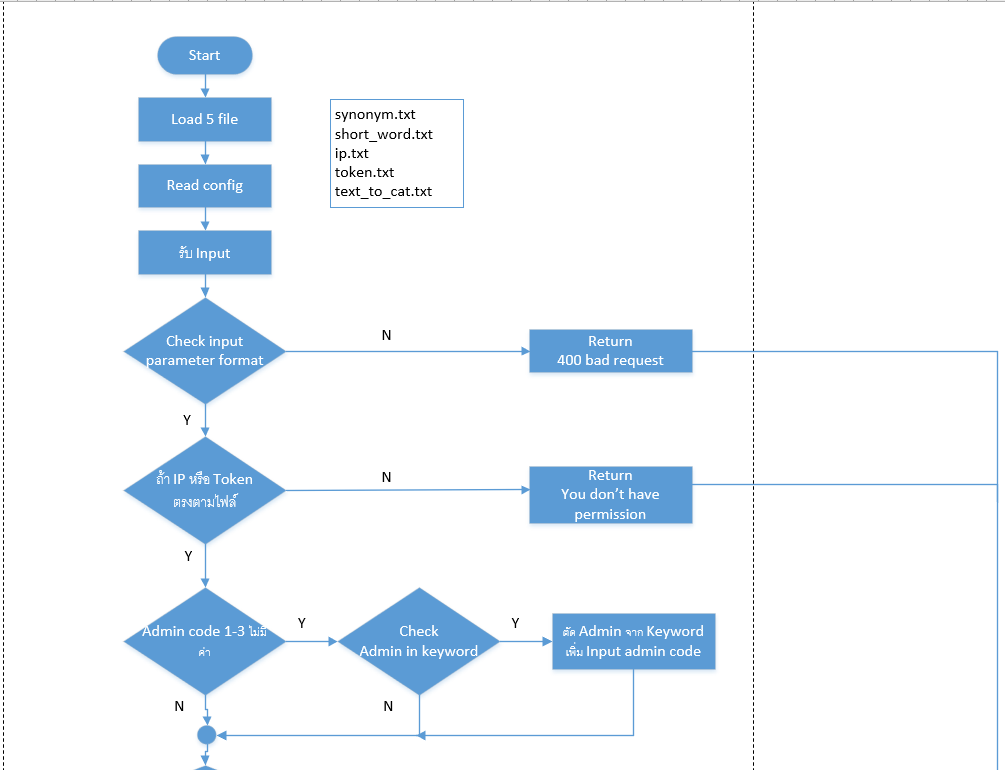 Start
Load 5 file
synonym.txt
short_word.txt
ip.txt
token.txt
text_to_cat.txt
Read config
รับ Input
Check input
parameter format
N
Return
400 bad request
Y
ถ้า IP หรือ Token
ตรงตามไฟล์
N
Return
You don't have
permission
Y
Admin code 1-3 ไม่มี
ค่า
Y
Check
Admin in keyword
Y
ตัด Admin จาก Keyword
เพิ่ม Input admin code
N
N